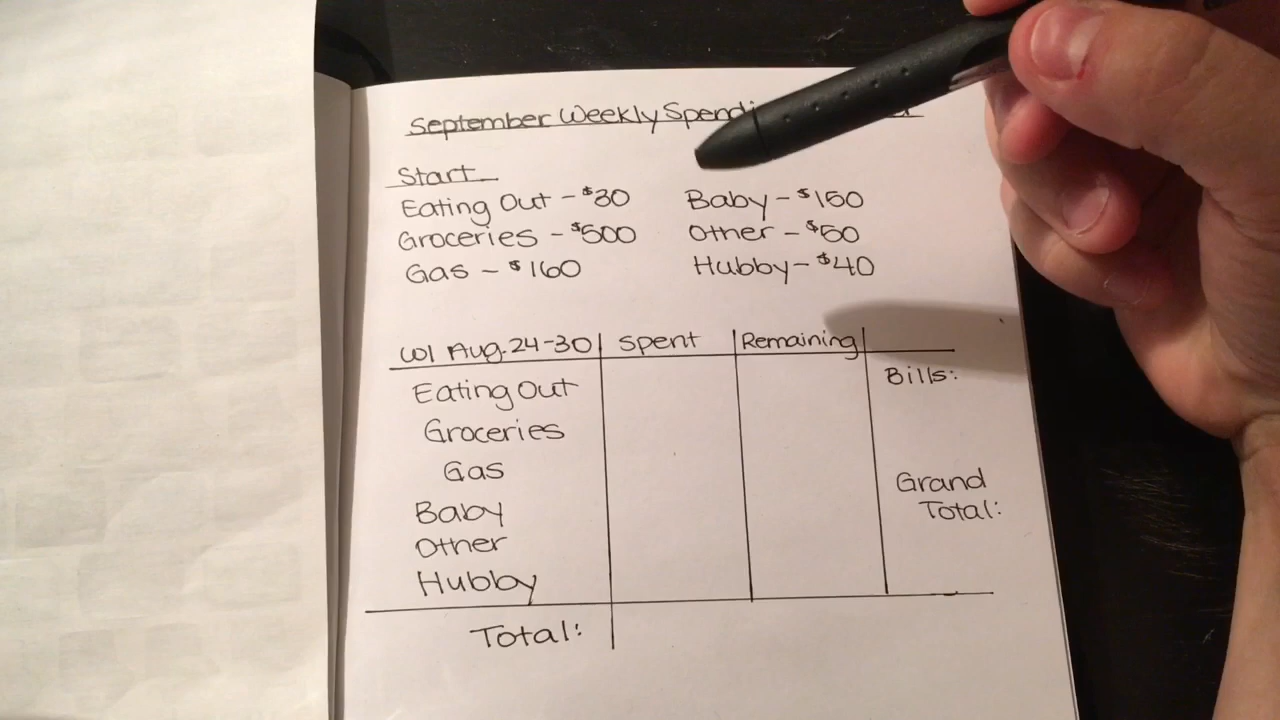 September Weekly Spendi
Start
Eating Out - $30
Groceries - $500
Gas - $160
Baby - $150
Other - $50
Hubby - $40
W1 Aug. 24-30 Spent Remaining
Eating Out
Groceries
Gas
Baby
Other
Hubby
Bills:
Grand
Total:
Total: